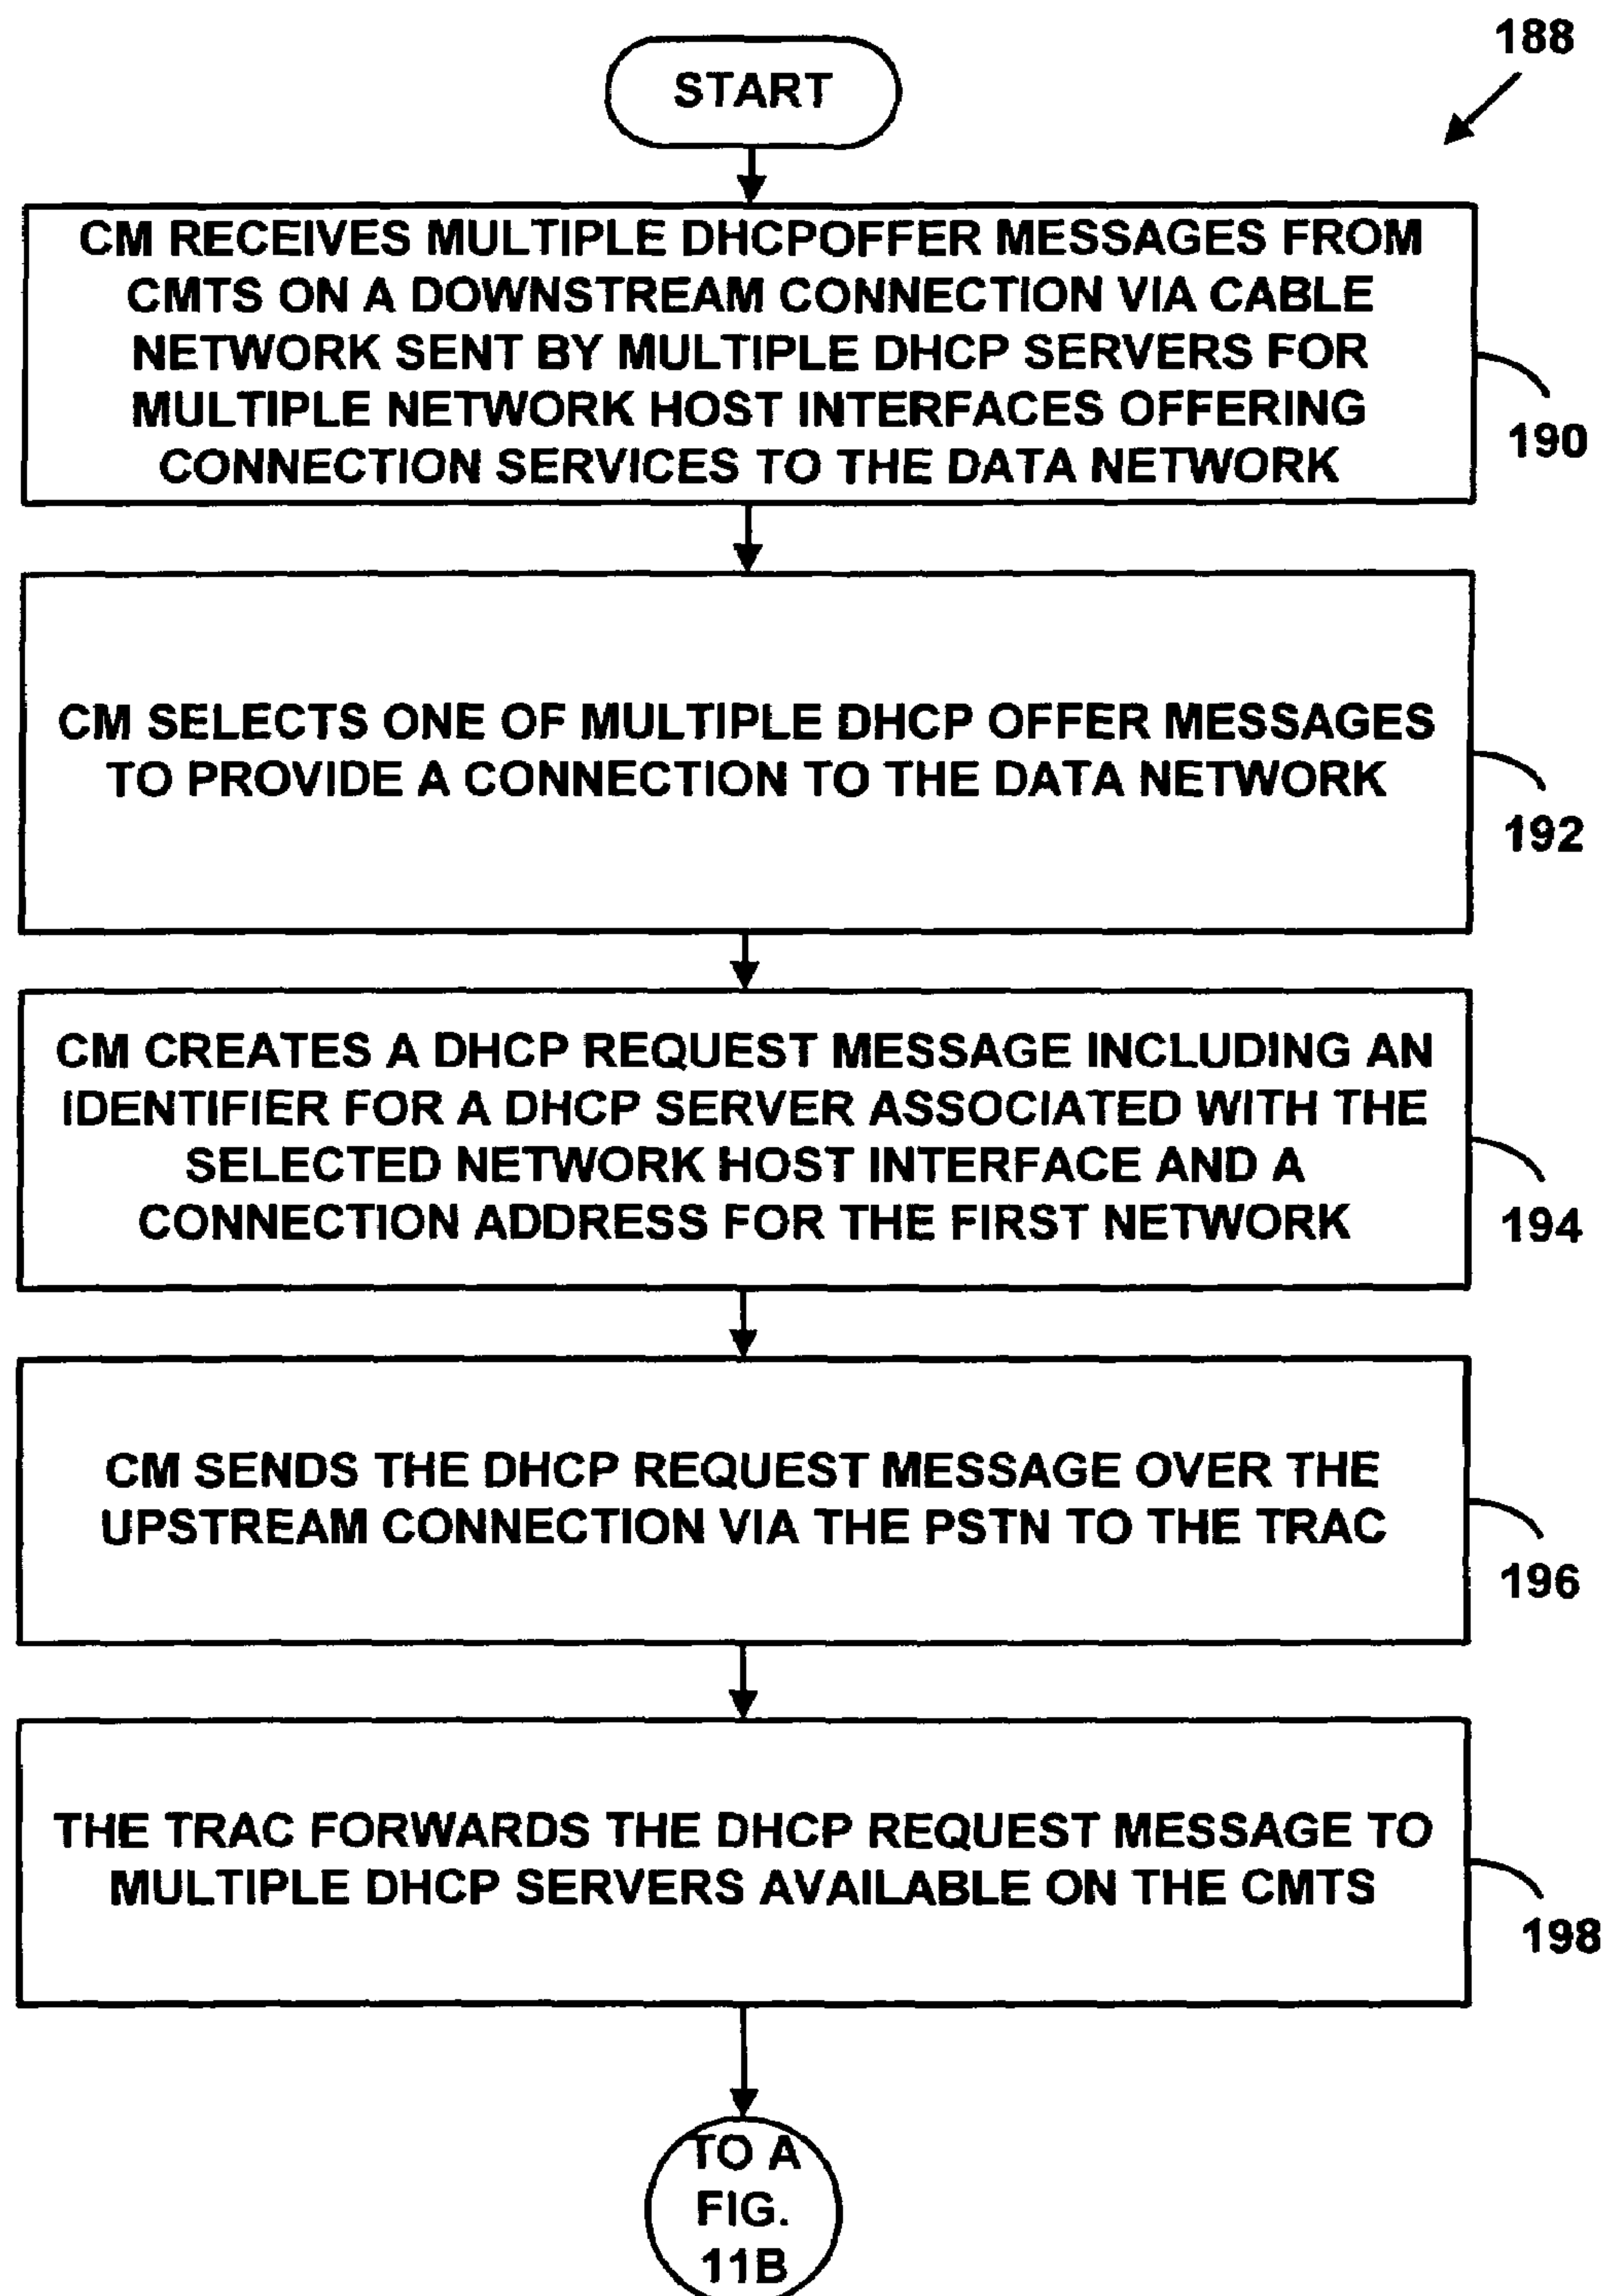 188
START
CM RECEIVES MULTIPLE DHCPOFFER MESSAGES FROM
CMTS ON A DOWNSTREAM CONNECTION VIA CABLE
NETWORK SENT BY MULTIPLE DHCP SERVERS FOR
MULTIPLE NETWORK HOST INTERFACES OFFERING
CONNECTION SERVICES TO THE DATA NETWORK
190
CM SELECTS ONE OF MULTIPLE DHCP OFFER MESSAGES
TO PROVIDE A CONNECTION TO THE DATA NETWORK
192
CM CREATES A DHCP REQUEST MESSAGE INCLUDING AN
IDENTIFIER FOR A DHCP SERVER ASSOCIATED WITH THE
SELECTED NETWORK HOST INTERFACE AND A
CONNECTION ADDRESS FOR THE FIRST NETWORK
194
CM SENDS THE DHCP REQUEST MESSAGE OVER THE
UPSTREAM CONNECTION VIA THE PSTN TO THE TRAC
196
THE TRAC FORWARDS THE DHCP REQUEST MESSAGE TO
MULTIPLE DHCP SERVERS AVAILABLE ON THE CMTS
198
TO A
FIG.
11B